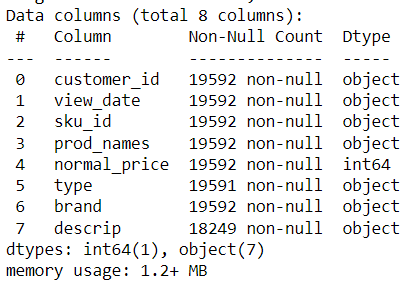 Data columns (total 8 columns):
 #   Column        Non-Null Count  Dtype
---  ------        --------------  -----
 0   customer_id   19592 non-null  object
 1   view_date     19592 non-null  object
 2   sku_id        19592 non-null  object
 3   prod_names    19592 non-null  object
 4   normal_price  19592 non-null  int64
 5   type          19591 non-null  object
 6   brand         19592 non-null  object
 7   descrip       18249 non-null  object
dtypes: int64(1), object(7)
memory usage: 1.2+ MB